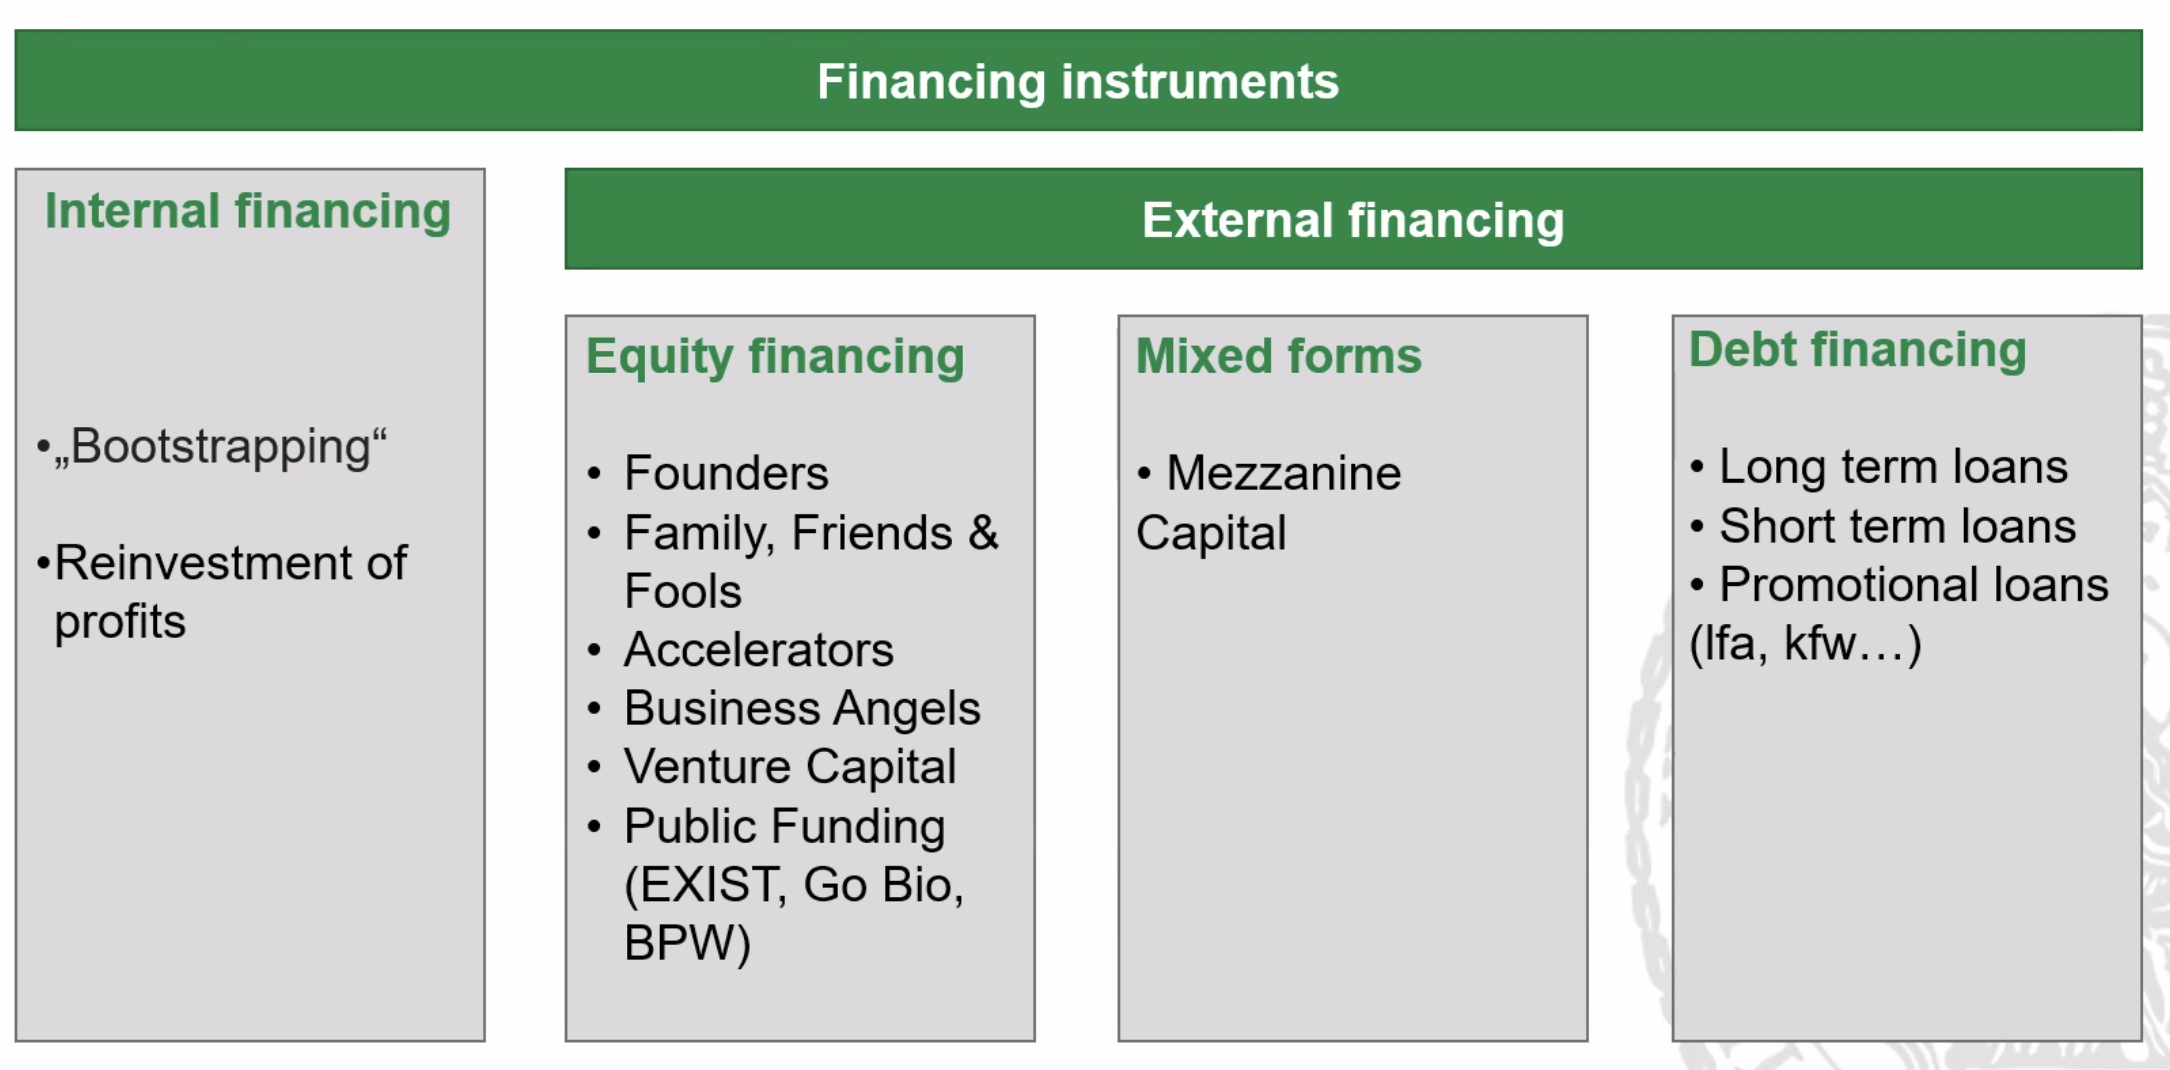 Financing instruments
Internal financing
•„Bootstrapping“
•Reinvestment of
profits
External financing
Equity financing
• Founders
• Family, Friends &
Fools
• Accelerators
• Business Angels
• Venture Capital
• Public Funding
(EXIST, Go Bio,
BPW)
Mixed forms
• Mezzanine
Capital
Debt financing
• Long term loans
• Short term loans
• Promotional loans
(lfa, kfw…)